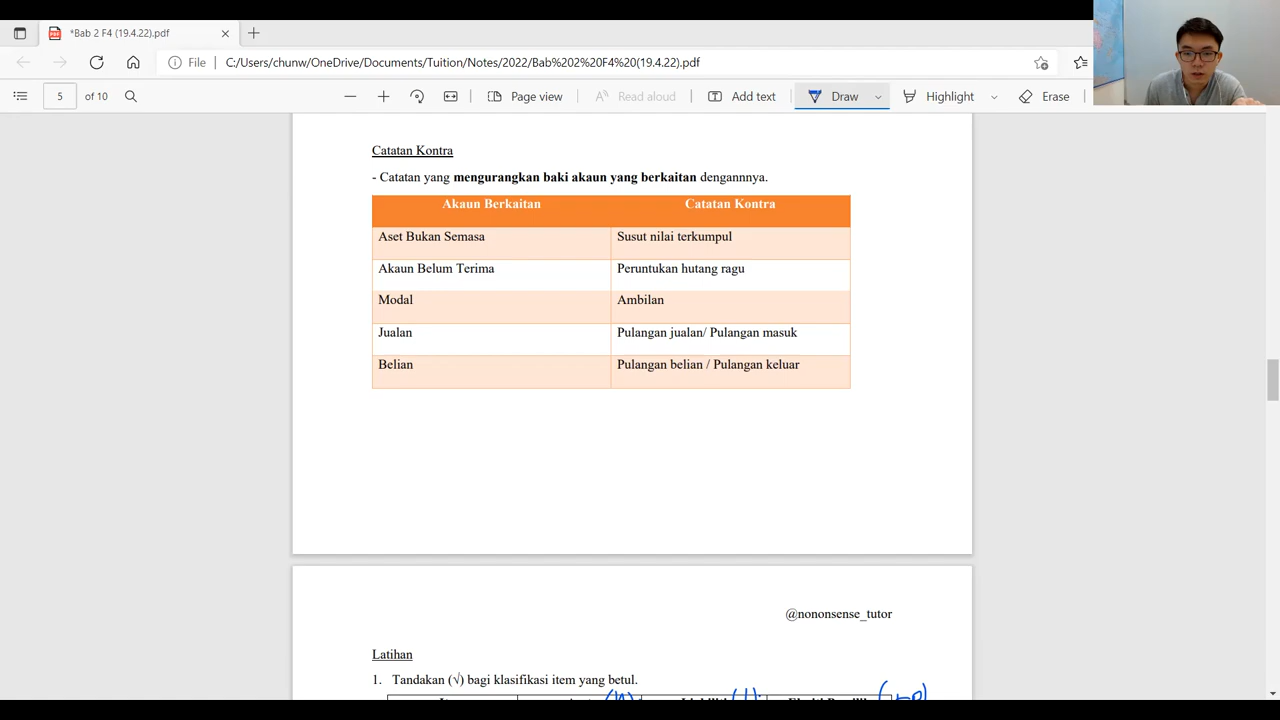 *Bab 2 F4 (19.4.22).pdf
File C:/Users/chunw/OneDrive/Documents/Tuition/Notes/2022/Bab%202%20F4%20(19.4.22).pdf
5 of 10 Page view Read aloud Add text Draw Highlight Erase
Catatan Kontra
- Catatan yang mengurangkan baki akaun yang berkaitan dengannnya.
Akaun Berkaitan Catatan Kontra
Aset Bukan Semasa Susut nilai terkumpul
Akaun Belum Terima Peruntukan hutang ragu
Modal Ambilan
Jualan Pulangan jualan/ Pulangan masuk
Belian Pulangan belian / Pulangan keluar
@nononsense_tutor
Latihan
1. Tandakan (√) bagi klasifikasi item yang betul.